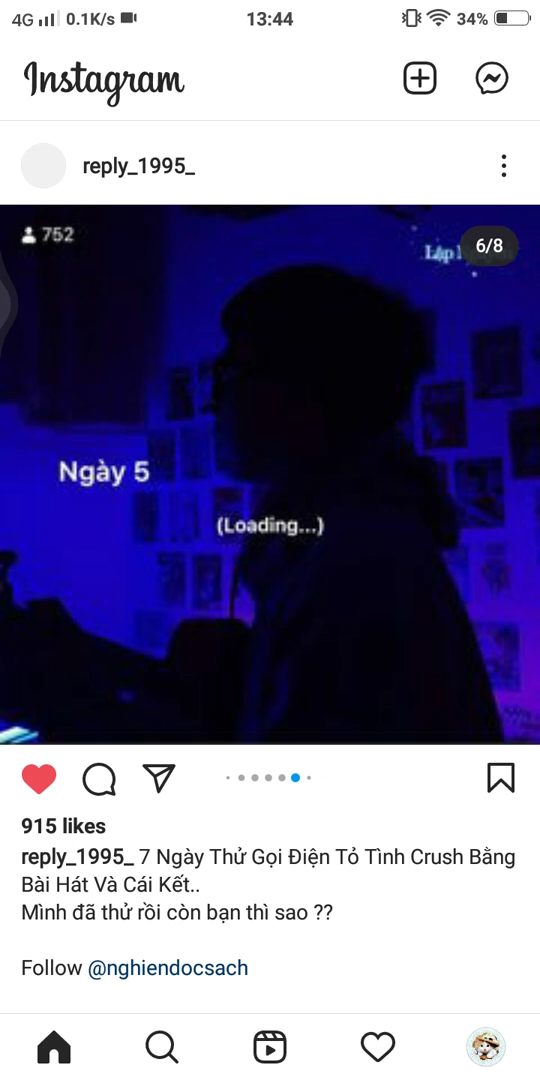 4G 0.1K/s 13:44 34%
Instagram
reply_1995_
752
6/8
Ngày 5
(Loading...)
915 likes
reply_1995_ 7 Ngày Thử Gọi Điện Tỏ Tình Crush Bằng
Bài Hát Và Cái Kết..
Mình đã thử rồi còn bạn thì sao ??
Follow @nghiendocsach